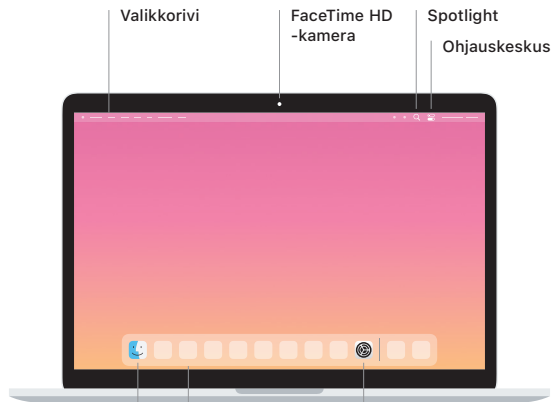 Valikkorivi
FaceTime HD
-kamera
Spotlight
Ohjauskeskus